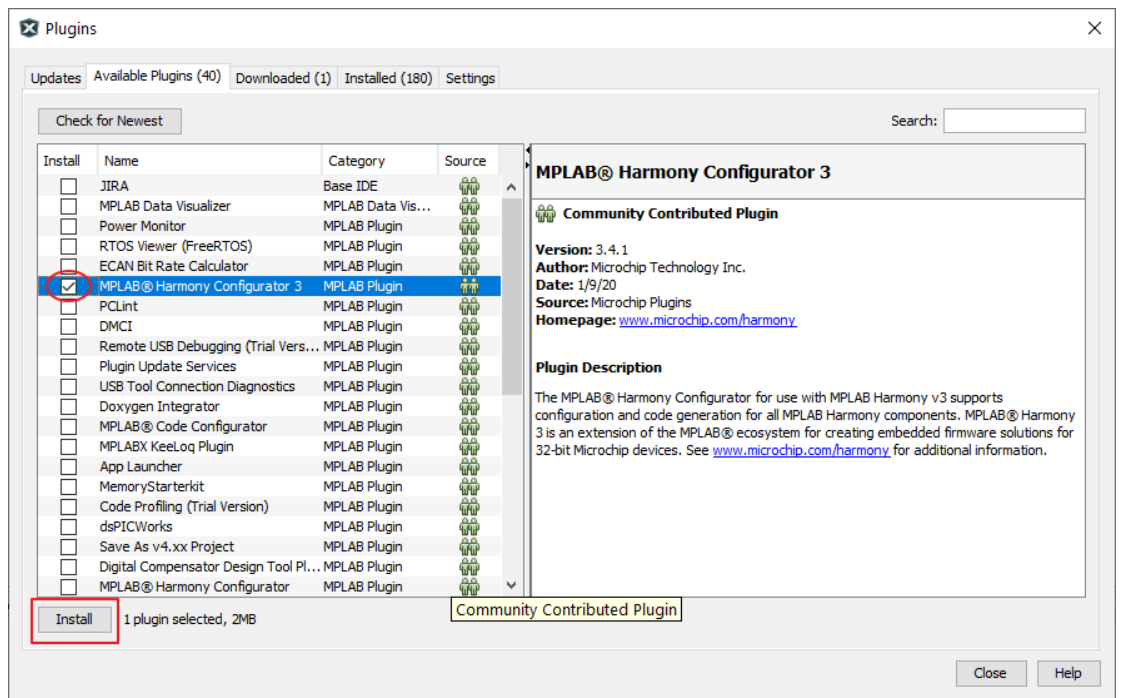 Plugins
Updates Available Plugins (40) Downloaded (1) Installed (180) Settings
Check for Newest Search:
Install Name Category Source
JIRA Base IDE
MPLAB Data Visualizer MPLAB Data Vis...
Power Monitor MPLAB Plugin
RTOS Viewer (FreeRTOS) MPLAB Plugin
ECAN Bit Rate Calculator MPLAB Plugin
MPLAB® Harmony Configurator 3 MPLAB Plugin
PCLint MPLAB Plugin
DMCI MPLAB Plugin
Remote USB Debugging (Trial Vers... MPLAB Plugin
Plugin Update Services MPLAB Plugin
USB Tool Connection Diagnostics MPLAB Plugin
Doxygen Integrator MPLAB Plugin
MPLAB® Code Configurator MPLAB Plugin
MPLABX KeeLoq Plugin MPLAB Plugin
App Launcher MPLAB Plugin
MemoryStarterkit MPLAB Plugin
Code Profiling (Trial Version) MPLAB Plugin
dsPICWorks MPLAB Plugin
Save As v4.xx Project MPLAB Plugin
Digital Compensator Design Tool Pl... MPLAB Plugin
MPLAB® Harmony Configurator MPLAB Plugin
MPLAB® Harmony Configurator 3
Community Contributed Plugin
Version: 3.4.1
Author: Microchip Technology Inc.
Date: 1/9/20
Source: Microchip Plugins
Homepage: www.microchip.com/harmony
Plugin Description
The MPLAB® Harmony Configurator for use with MPLAB Harmony v3 supports
configuration and code generation for all MPLAB Harmony components. MPLAB® Harmony
3 is an extension of the MPLAB® ecosystem for creating embedded firmware solutions for
32-bit Microchip devices. See www.microchip.com/harmony for additional information.
Community Contributed Plugin
Install 1 plugin selected, 2MB
Close Help